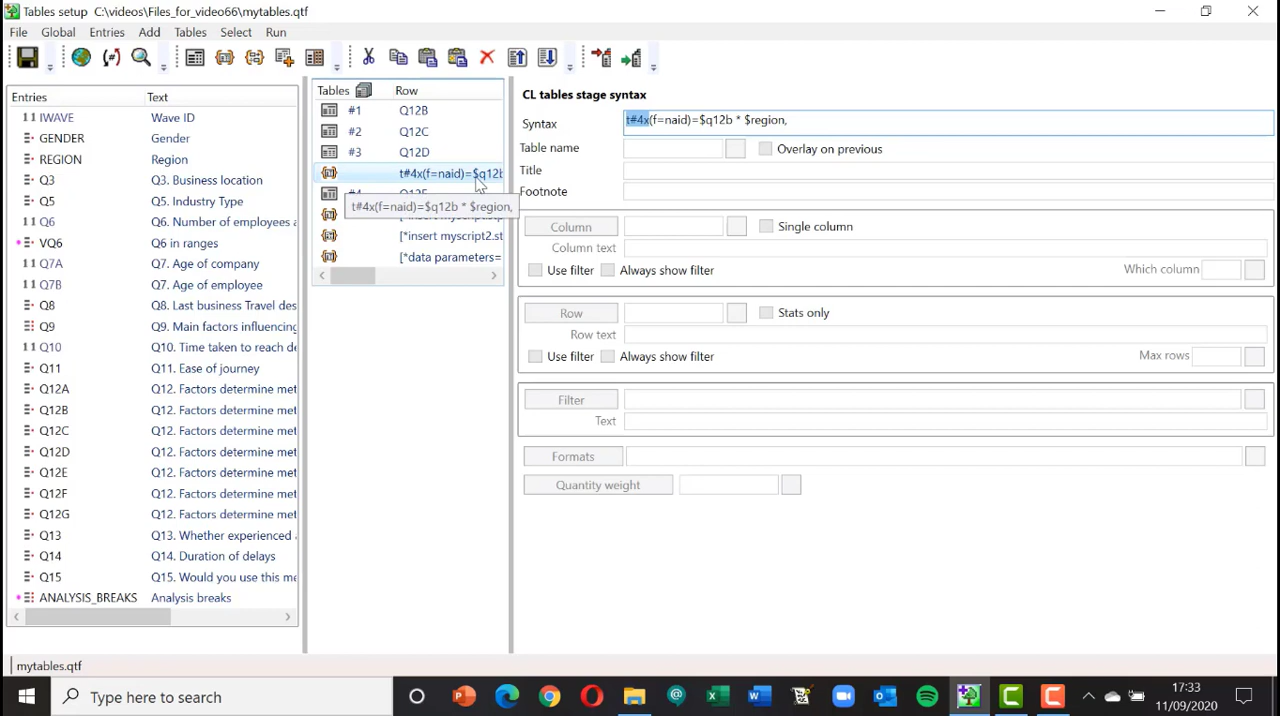 Tables setup C:\videos\Files_for_video66\mytables.qtf
File Global Entries Add Tables Select Run
Entries Text
11 IWAVE Wave ID
GENDER Gender
REGION Region
Q3 Q3. Business location
Q5 Q5. Industry Type
11 Q6 Q6. Number of employees a
VQ6 Q6 in ranges
11 Q7A Q7. Age of company
11 Q7B Q7. Age of employee
Q8 Q8. Last business Travel des
Q9 Q9. Main factors influencing
11 Q10 Q10. Time taken to reach de
Q11 Q11. Ease of journey
Q12A Q12. Factors determine met
Q12B Q12. Factors determine met
Q12C Q12. Factors determine met
Q12D Q12. Factors determine met
Q12E Q12. Factors determine met
Q12F Q12. Factors determine met
Q12G Q12. Factors determine met
Q13 Q13. Whether experienced a
Q14 Q14. Duration of delays
Q15 Q15. Would you use this me
ANALYSIS_BREAKS Analysis breaks
Tables Row
#1 Q12B
#2 Q12C
#3 Q12D
t#4x(f=naid)=$q12b
#4
t#4x(f=naid)=$q12b * $region,
[*insert myscript2.st
[*data parameters=
CL tables stage syntax
Syntax t#4x(f=naid)=$q12b * $region,
Table name Overlay on previous
Title
Footnote
Column Single column
Column text
Use filter Always show filter Which column
Row Stats only
Row text
Use filter Always show filter Max rows
Filter
Text
Formats
Quantity weight
mytables.qtf
Type here to search
17:33
11/09/2020